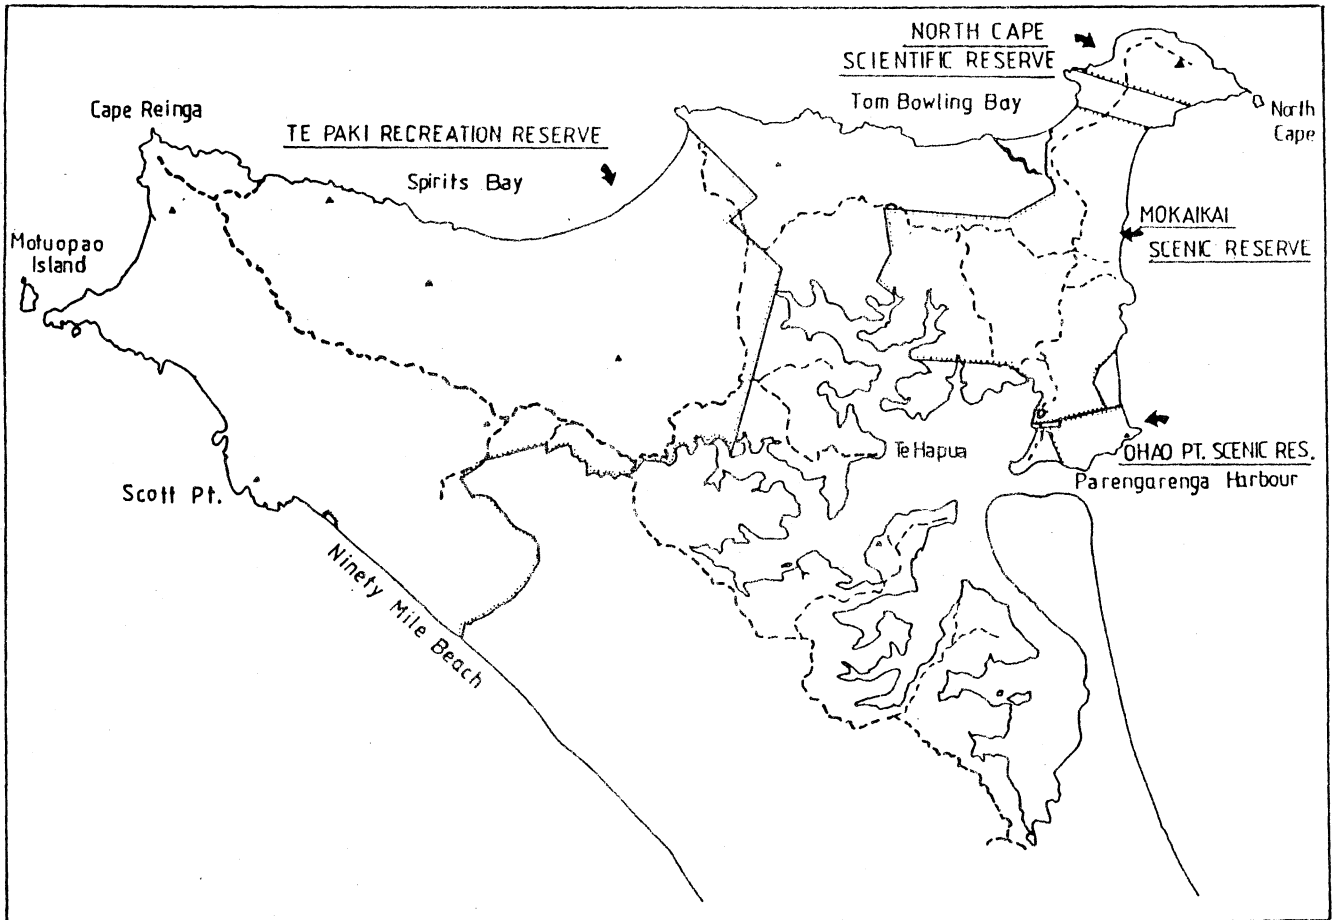 NORTH CAPE
SCIENTIFIC RESERVE
Tom Bowling Bay
North
Cape
Cape Reinga
TE PAKI RECREATION RESERVE
Spirits Bay
Motuopao
Island
MOKAIKAI
SCENIC RESERVE
Te Hapua
OHAO PT. SCENIC RES.
Parengarenga Harbour
Scott Pt.
Ninety Mile Beach